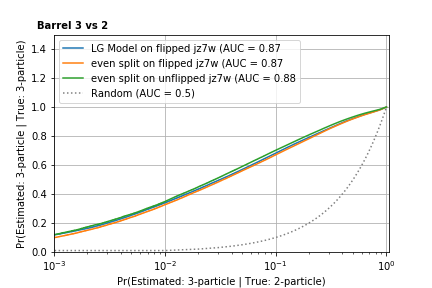 Barrel 3 vs 2
Pr(Estimated: 3-particle | True: 3-particle)
1.4
1.2
1.0
0.8
0.6
0.4
0.2
0.0
LG Model on flipped jz7w (AUC = 0.87
even split on flipped jz7w (AUC = 0.87
even split on unflipped jz7w (AUC = 0.88
Random (AUC = 0.5)
10⁻³
10⁻²
10⁻¹
10⁰
Pr(Estimated: 3-particle | True: 2-particle)